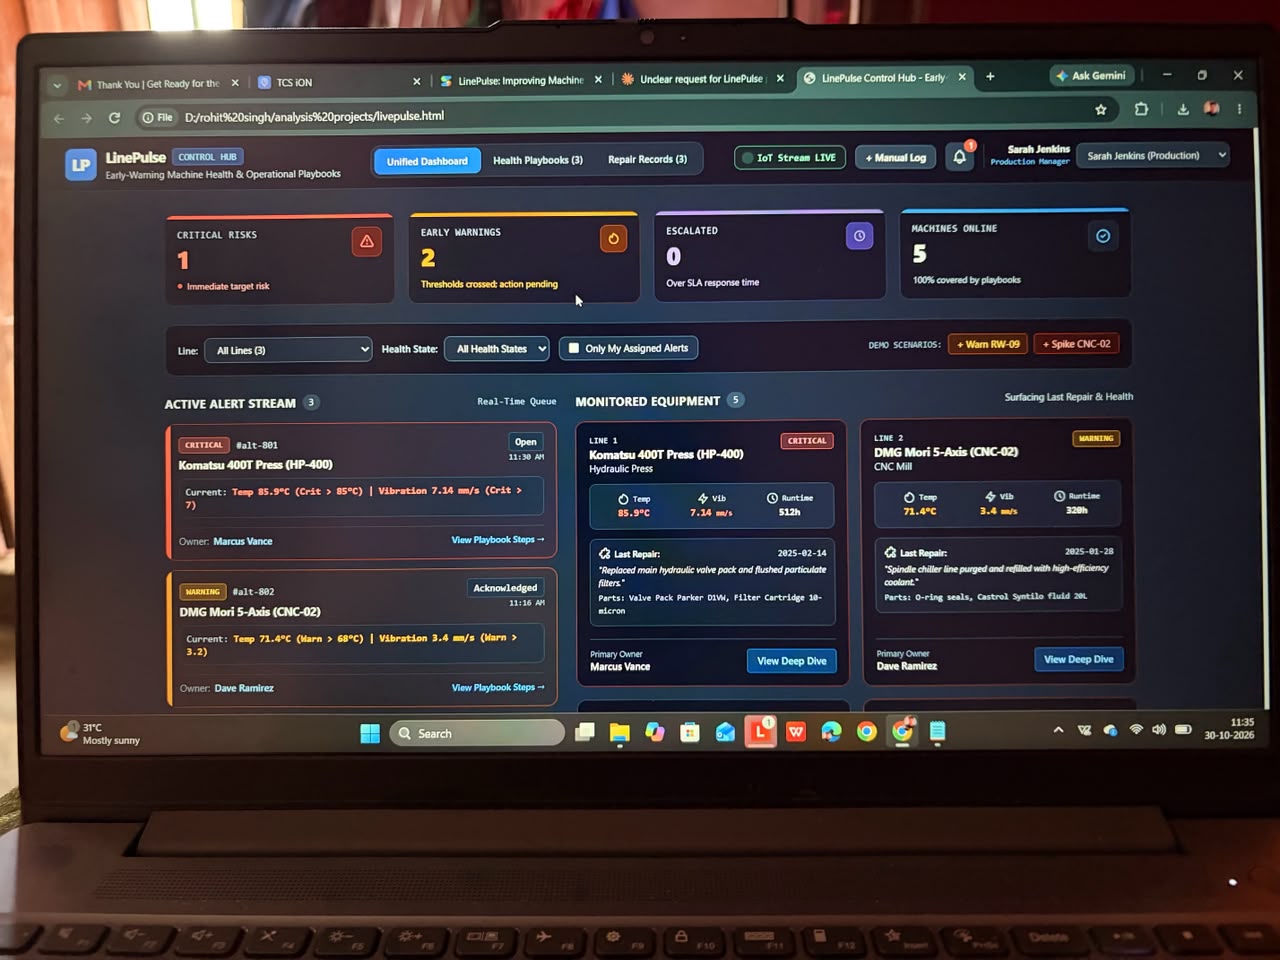 Thank You | Get Ready for the
TCS iON
LinePulse: Improving Machine
Unclear request for LinePulse
LinePulse Control Hub - Early
Ask Gemini
File
D:/rohit%20singh/analysis%20projects/livepulse.html
LP
LinePulse
CONTROL HUB
Early-Warning Machine Health & Operational Playbooks
Unified Dashboard
Health Playbooks (3)
Repair Records (3)
IoT Stream LIVE
+ Manual Log
1
Sarah Jenkins
Production Manager
Sarah Jenkins (Production)
CRITICAL RISKS
1
Immediate target risk
EARLY WARNINGS
2
Thresholds crossed; action pending
ESCALATED
0
Over SLA response time
MACHINES ONLINE
5
100% covered by playbooks
Line:
All Lines (3)
Health State:
All Health States
Only My Assigned Alerts
DEMO SCENARIOS:
+ Warn RW-09
+ Spike CNC-02
ACTIVE ALERT STREAM
3
Real-Time Queue
CRITICAL
#alt-801
Open
11:30 AM
Komatsu 400T Press (HP-400)
Current: Temp 85.9°C (Crit > 85°C) | Vibration 7.14 mm/s (Crit >
7)
Owner: Marcus Vance
View Playbook Steps →
WARNING
#alt-802
Acknowledged
11:16 AM
DMG Mori 5-Axis (CNC-02)
Current: Temp 71.4°C (Warn > 68°C) | Vibration 3.4 mm/s (Warn >
3.2)
Owner: Dave Ramirez
View Playbook Steps →
MONITORED EQUIPMENT
5
Surfacing Last Repair & Health
LINE 1
CRITICAL
Komatsu 400T Press (HP-400)
Hydraulic Press
Temp
Vib
Runtime
85.9°C
7.14 mm/s
512h
Last Repair:
2025-02-14
"Replaced main hydraulic valve pack and flushed particulate
filters."
Parts: Valve Pack Parker D1VW, Filter Cartridge 10-
micron
Primary Owner
Marcus Vance
View Deep Dive
LINE 2
WARNING
DMG Mori 5-Axis (CNC-02)
CNC Mill
Temp
Vib
Runtime
71.4°C
3.4 mm/s
320h
Last Repair:
2025-01-28
"Spindle chiller line purged and refilled with high-efficiency
coolant."
Parts: O-ring seals, Castrol Syntilo fluid 20L
Primary Owner
Dave Ramirez
View Deep Dive
1
31°C
Mostly sunny
Search
L
1
W
11:35
30-10-2026
F3
F4
F5
F6
F7
F8
F9
F10
F11
F12
Insert
PrtSc
Delete